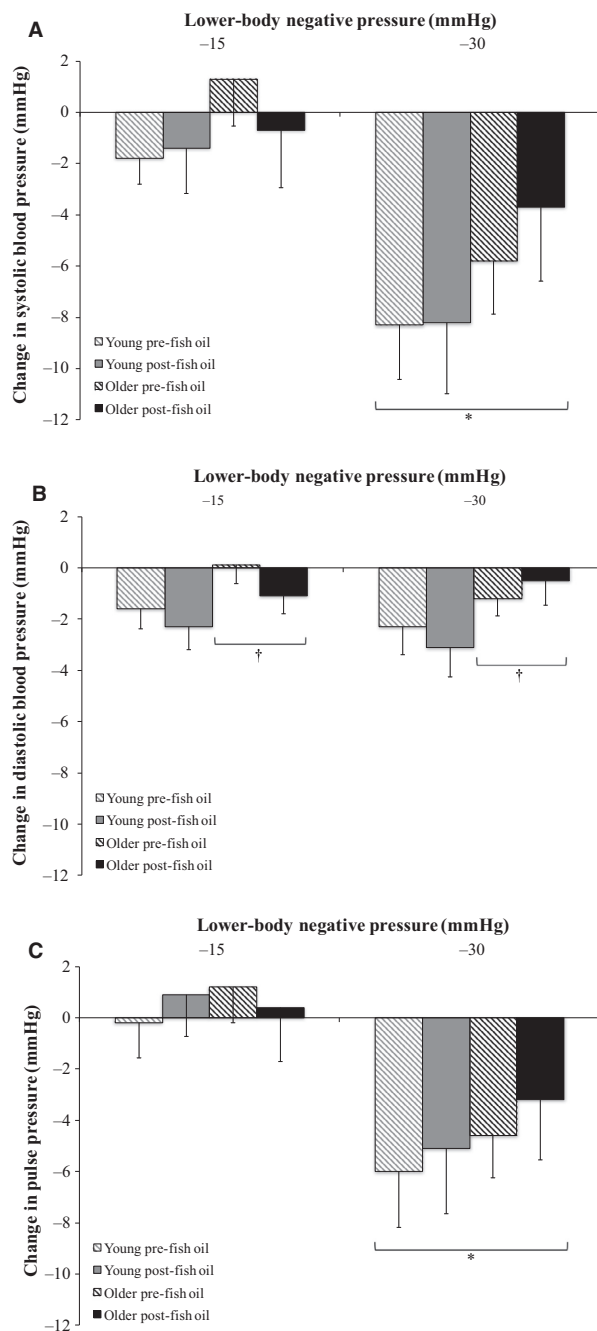 A
Lower-body negative pressure (mmHg)
–15 –30
Change in systolic blood pressure (mmHg)
2
0
–2
–4
–6
–8
–10
–12
Young pre-fish oil
Young post-fish oil
Older pre-fish oil
Older post-fish oil
*
B
Lower-body negative pressure (mmHg)
–15 –30
Change in diastolic blood pressure (mmHg)
2
0
–2
–4
–6
–8
–10
–12
†
†
Young pre-fish oil
Young post-fish oil
Older pre-fish oil
Older post-fish oil
C
Lower-body negative pressure (mmHg)
–15 –30
Change in pulse pressure (mmHg)
2
0
–2
–4
–6
–8
–10
–12
Young pre-fish oil
Young post-fish oil
Older pre-fish oil
Older post-fish oil
*